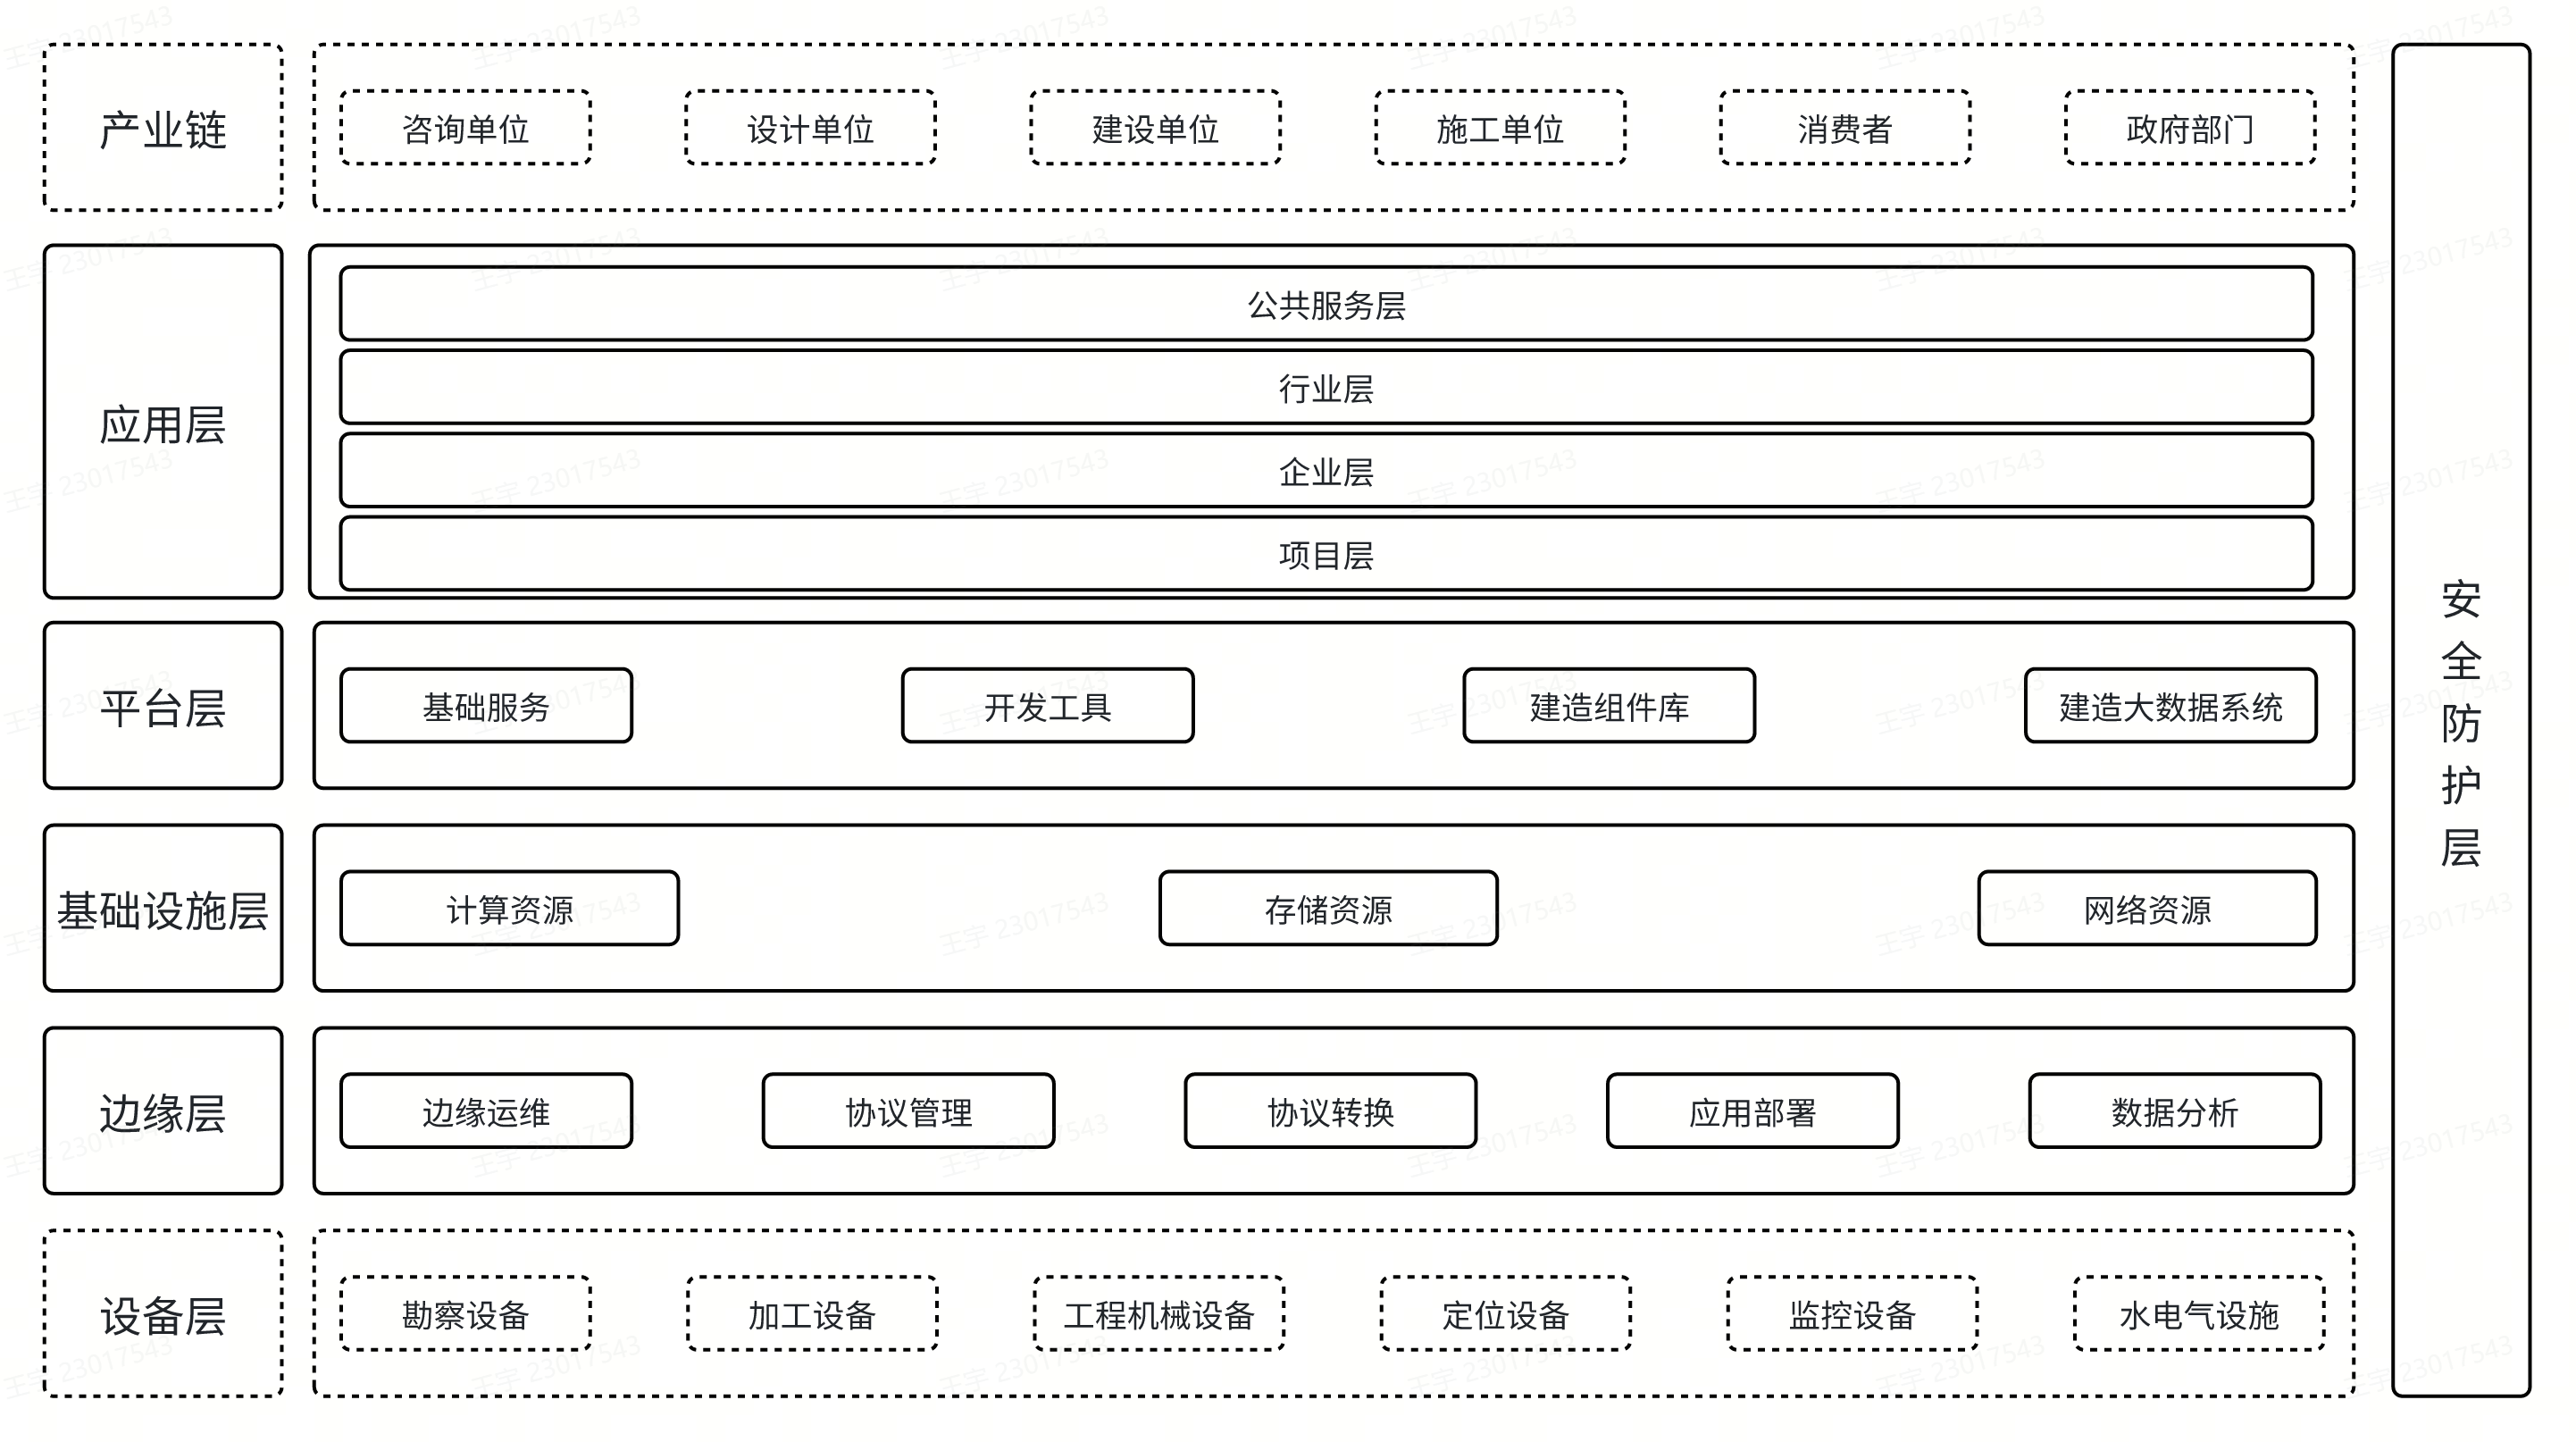 产业链
咨询单位
设计单位
建设单位
施工单位
消费者
政府部门
应用层
公共服务层
行业层
企业层
项目层
平台层
基础服务
开发工具
建造组件库
建造大数据系统
基础设施层
计算资源
存储资源
网络资源
边缘层
边缘运维
协议管理
协议转换
应用部署
数据分析
设备层
勘察设备
加工设备
工程机械设备
定位设备
监控设备
水电气设施
安全防护层
王宇 23017543